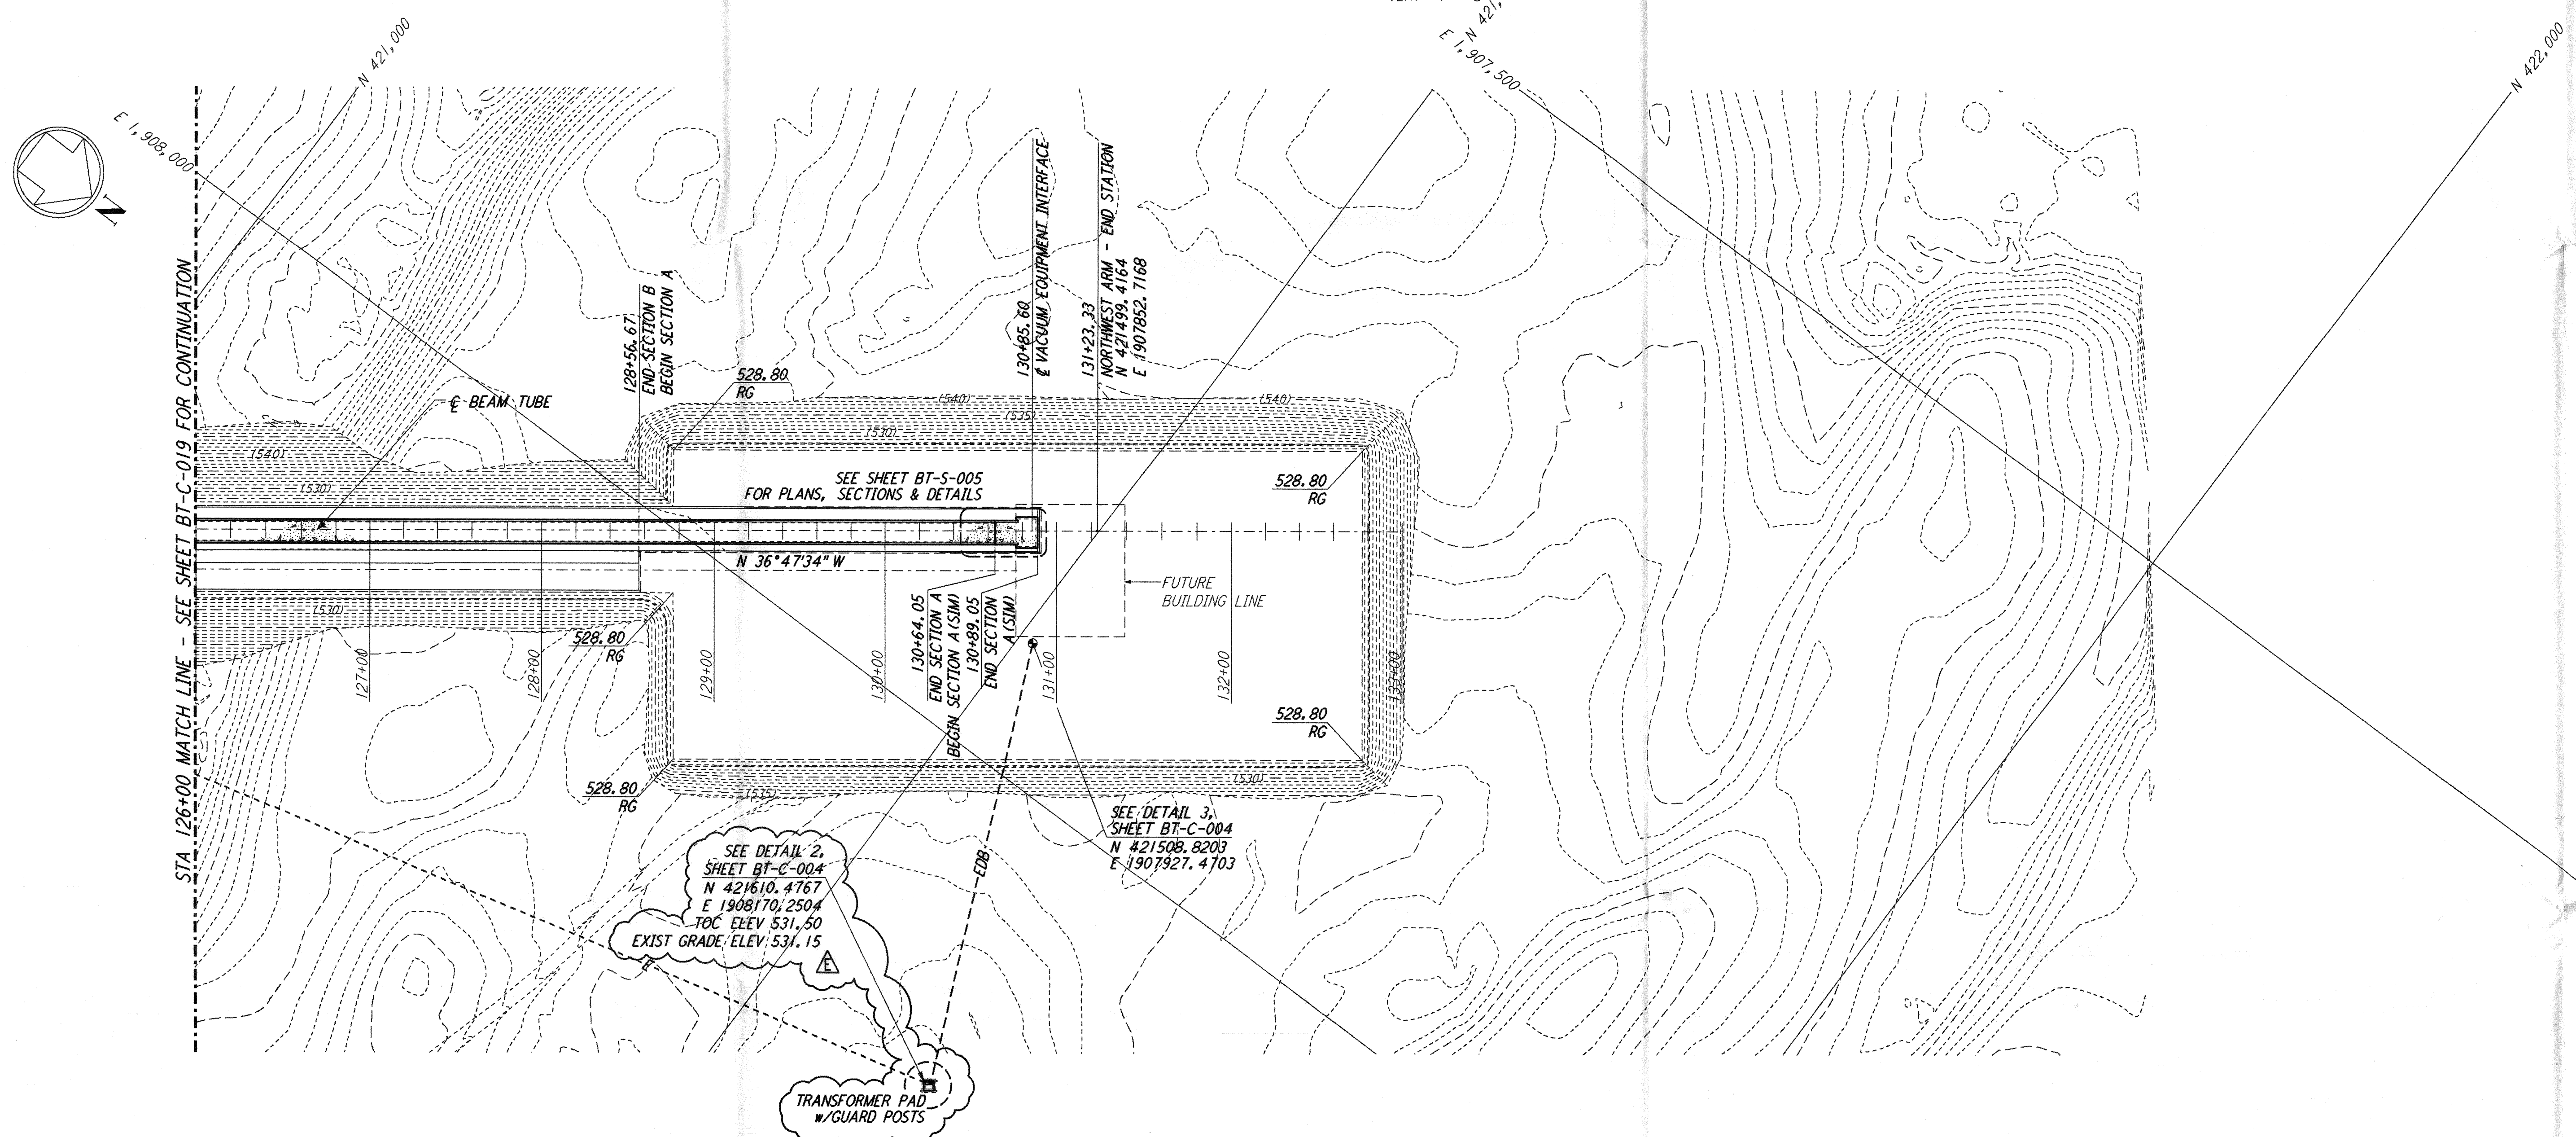 N 421,000
E 1,908,000
N
N 421,
E 1,907,500
N 422,000
STA 126+00 MATCH LINE - SEE SHEET BT-C-019 FOR CONTINUATION
℄ BEAM TUBE
128+56.67
END SECTION B
BEGIN SECTION A
528.80
RG
130+85.60
℄ VACUUM EQUIPMENT INTERFACE
131+23.33
NORTHWEST ARM - END STATION
N 421499.4164
E 1907852.7168
(540)
(540)
(535)
(530)
(540)
(530)
SEE SHEET BT-S-005
FOR PLANS, SECTIONS & DETAILS
528.80
RG
N 36°47'34" W
FUTURE
BUILDING LINE
(530)
528.80
RG
130+64.05
END SECTION A
BEGIN SECTION A(SIM)
130+89.05
END SECTION
A(SIM)
127+00
128+00
129+00
130+00
131+00
132+00
133+00
528.80
RG
528.80
RG
(535)
(530)
SEE DETAIL 3,
SHEET BT-C-004
N 421508.8203
E 1907927.4703
EDB
SEE DETAIL 2,
SHEET BT-C-004
N 421610.4767
E 1908170.2504
TOC ELEV 531.50
EXIST GRADE ELEV 531.15
E
E
TRANSFORMER PAD
w/GUARD POSTS